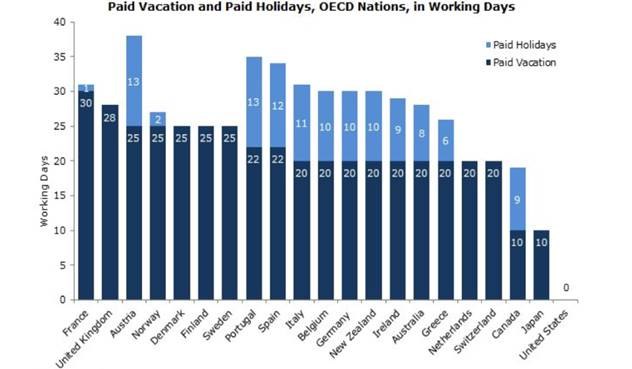 Paid Vacation and Paid Holidays, OECD Nations, in Working Days
40
35
30
25
20
15
10
5
0
Working Days
Paid Holidays
Paid Vacation
1
30
28
13
25
2
25
25
25
25
13
22
12
22
11
20
10
20
10
20
10
20
9
20
8
20
6
20
20
20
9
10
10
0
France
United Kingdom
Austria
Norway
Denmark
Finland
Sweden
Portugal
Spain
Italy
Belgium
Germany
New Zealand
Ireland
Australia
Greece
Netherlands
Switzerland
Canada
Japan
United States